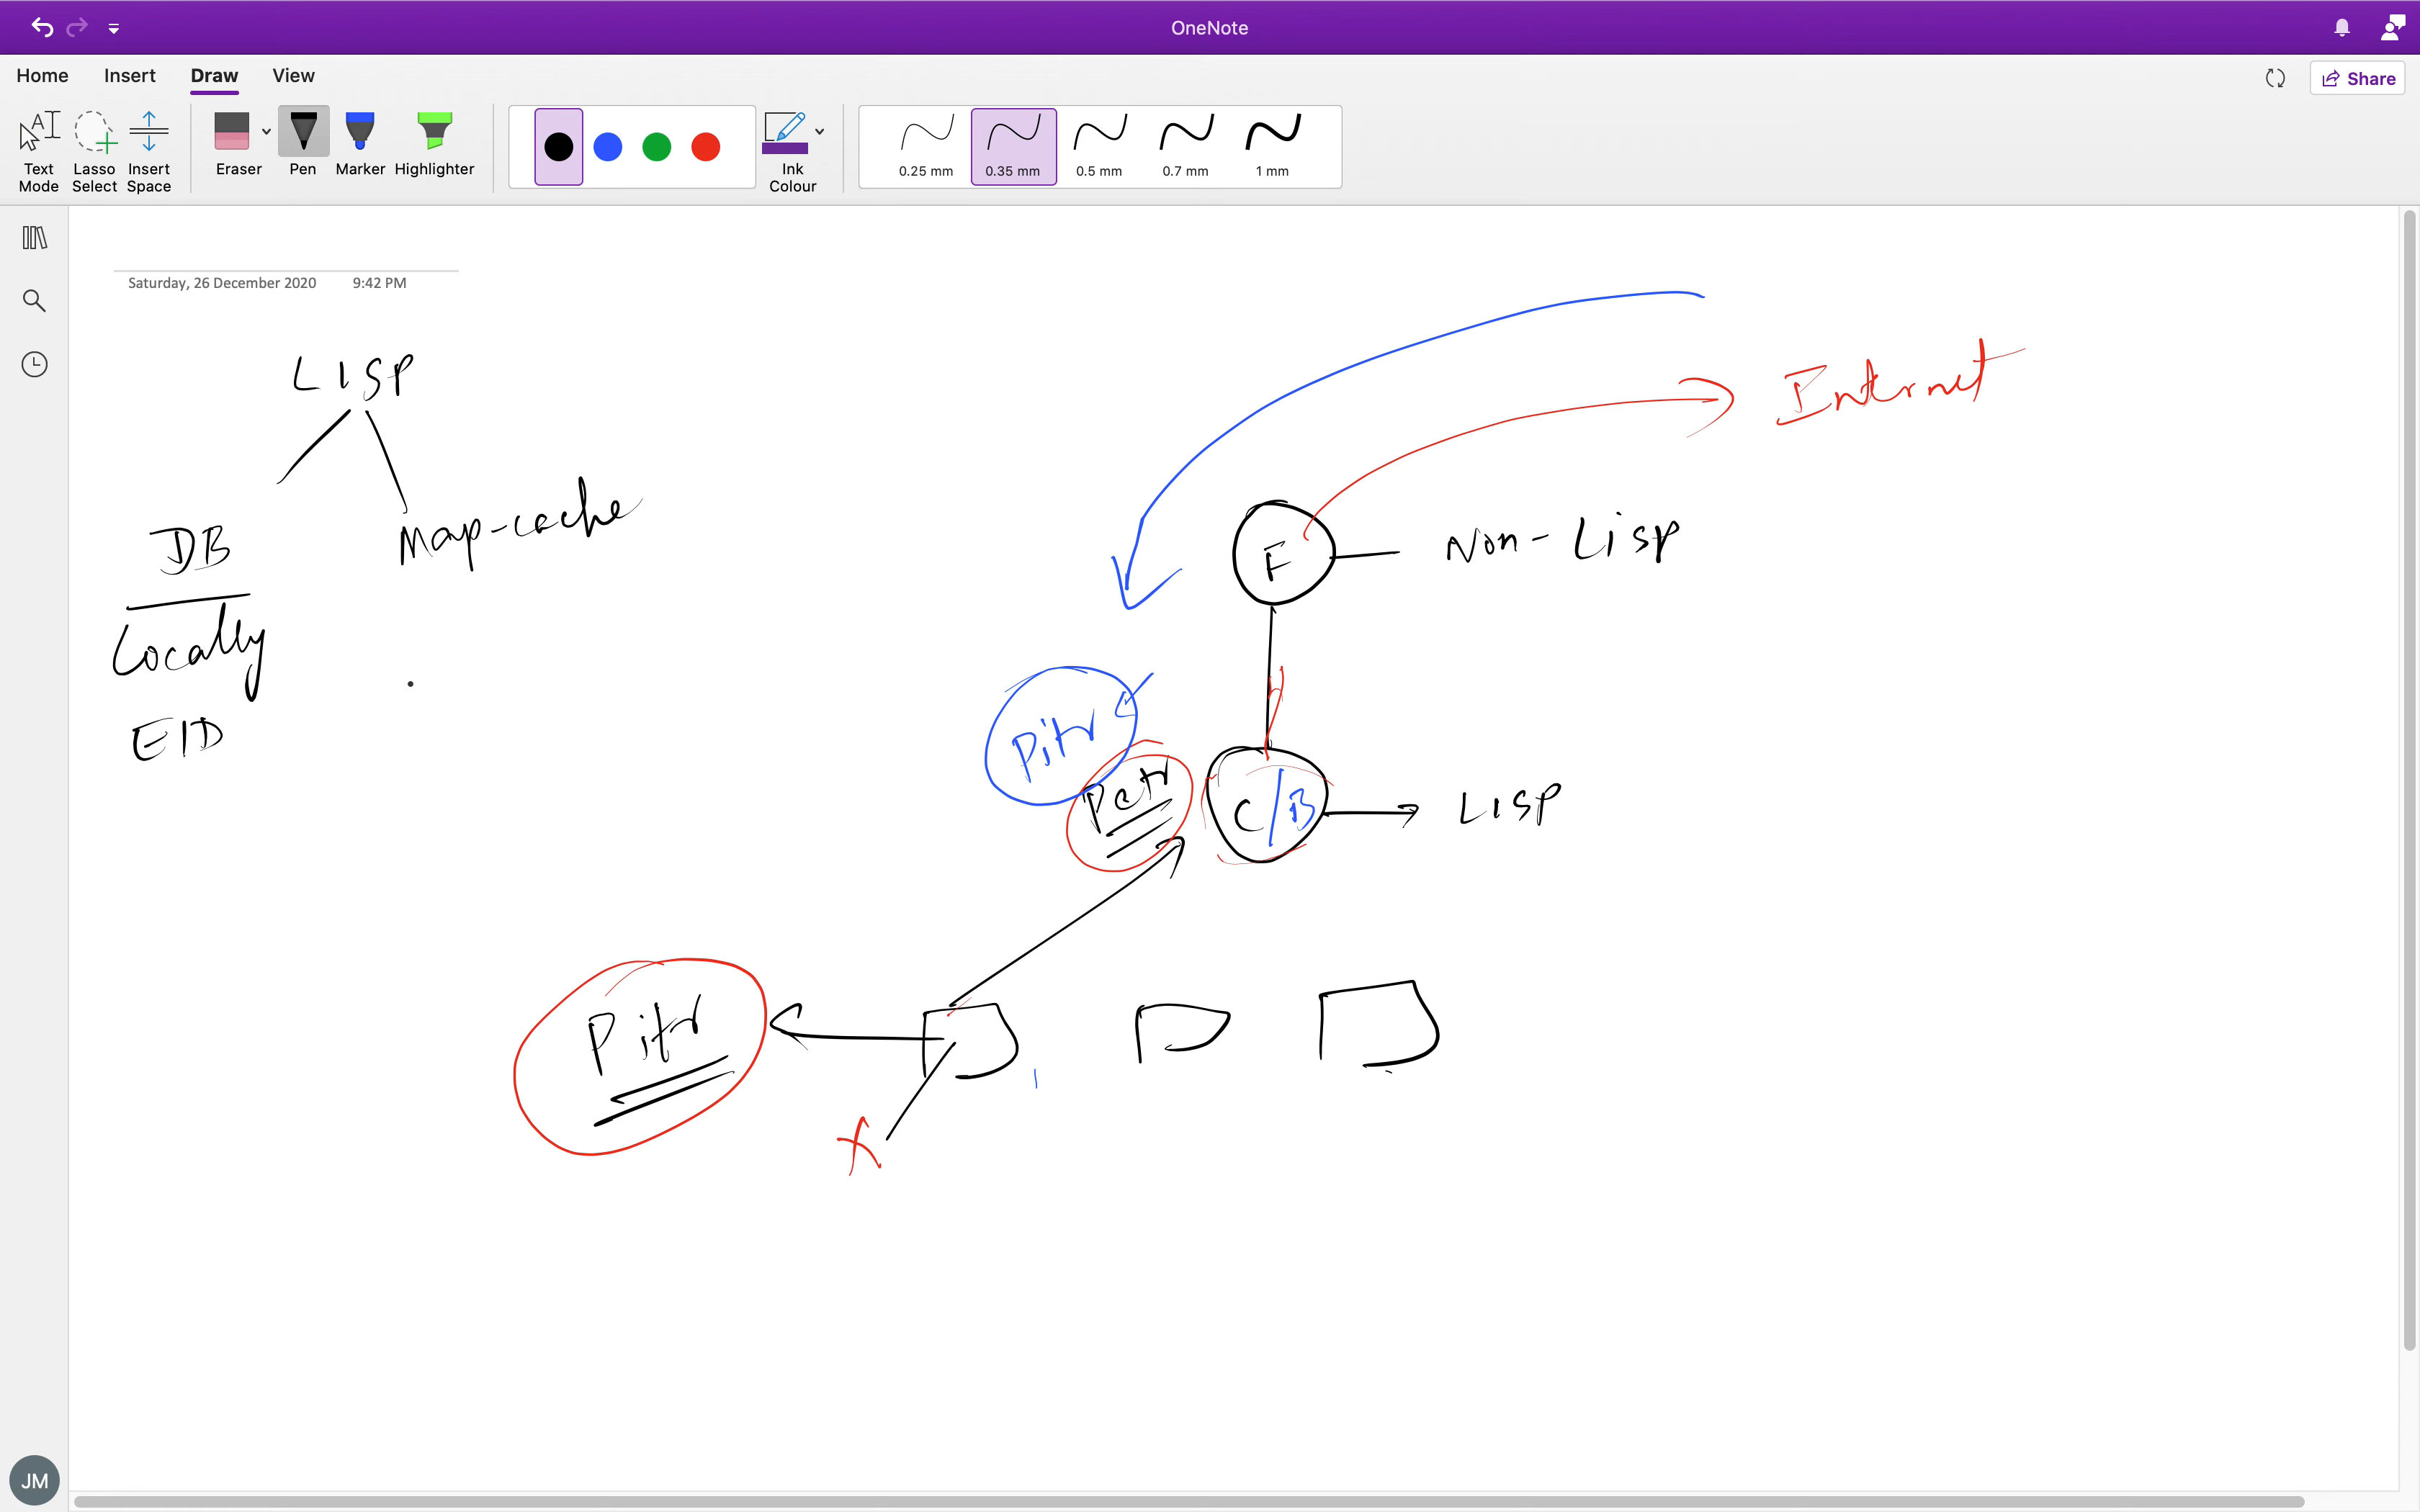 OneNote
Home Insert Draw View
Share
Text Mode
Lasso Select
Insert Space
Eraser
Pen
Marker
Highlighter
Ink Colour
0.25 mm
0.35 mm
0.5 mm
0.7 mm
1 mm
Saturday, 26 December 2020 9:42 PM
LISP
DB
Map-cache
Locally
EID
Internet
F
Non-Lisp
Pitr
Petr
C/B
LISP
Pitr
X
JM